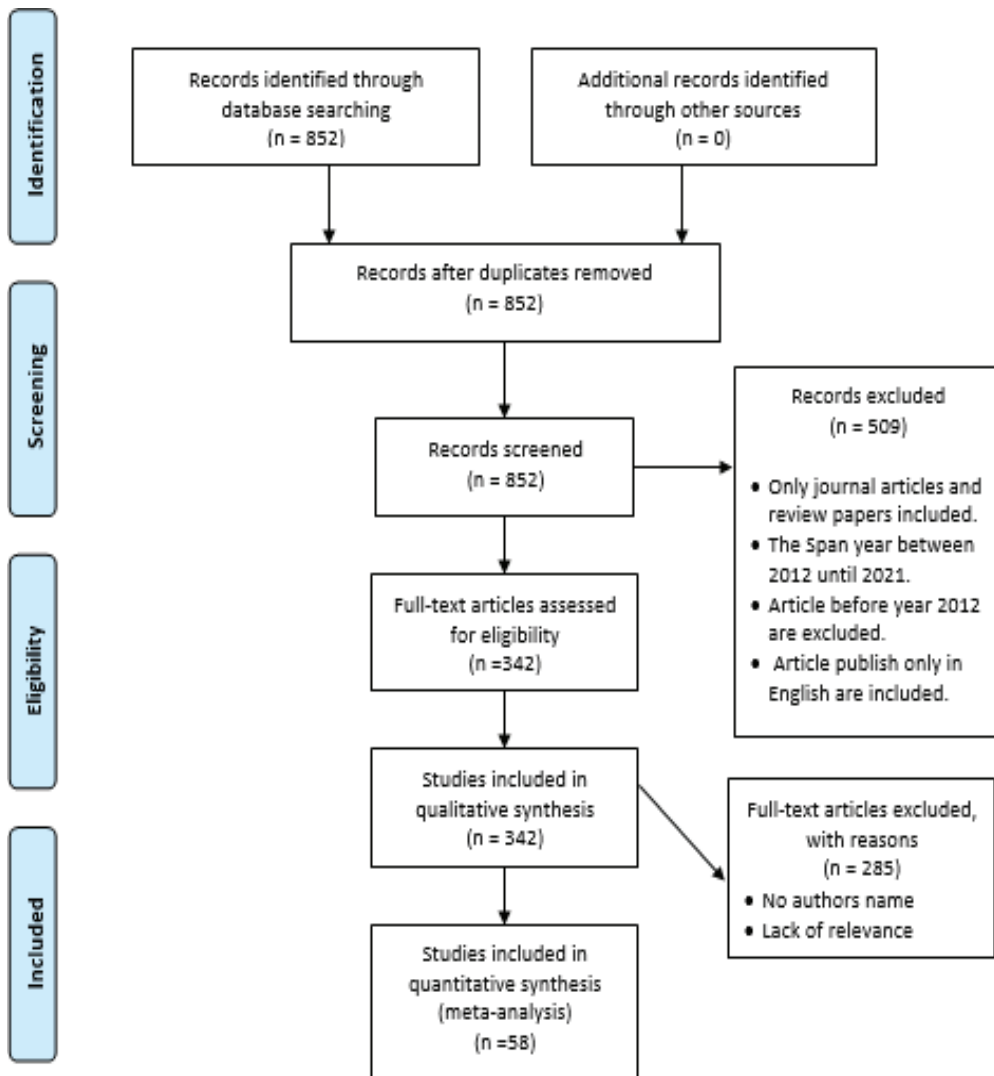 Identification
Records identified through
database searching
(n = 852)
Additional records identified
through other sources
(n = 0)
Records after duplicates removed
(n = 852)
Screening
Records screened
(n = 852)
Records excluded
(n = 509)
• Only journal articles and
review papers included.
• The Span year between
2012 until 2021.
• Article before year 2012
are excluded.
• Article publish only in
English are included.
Eligibility
Full-text articles assessed
for eligibility
(n =342)
Studies included in
qualitative synthesis
(n = 342)
Full-text articles excluded,
with reasons
(n = 285)
• No authors name
• Lack of relevance
Included
Studies included in
quantitative synthesis
(meta-analysis)
(n =58)